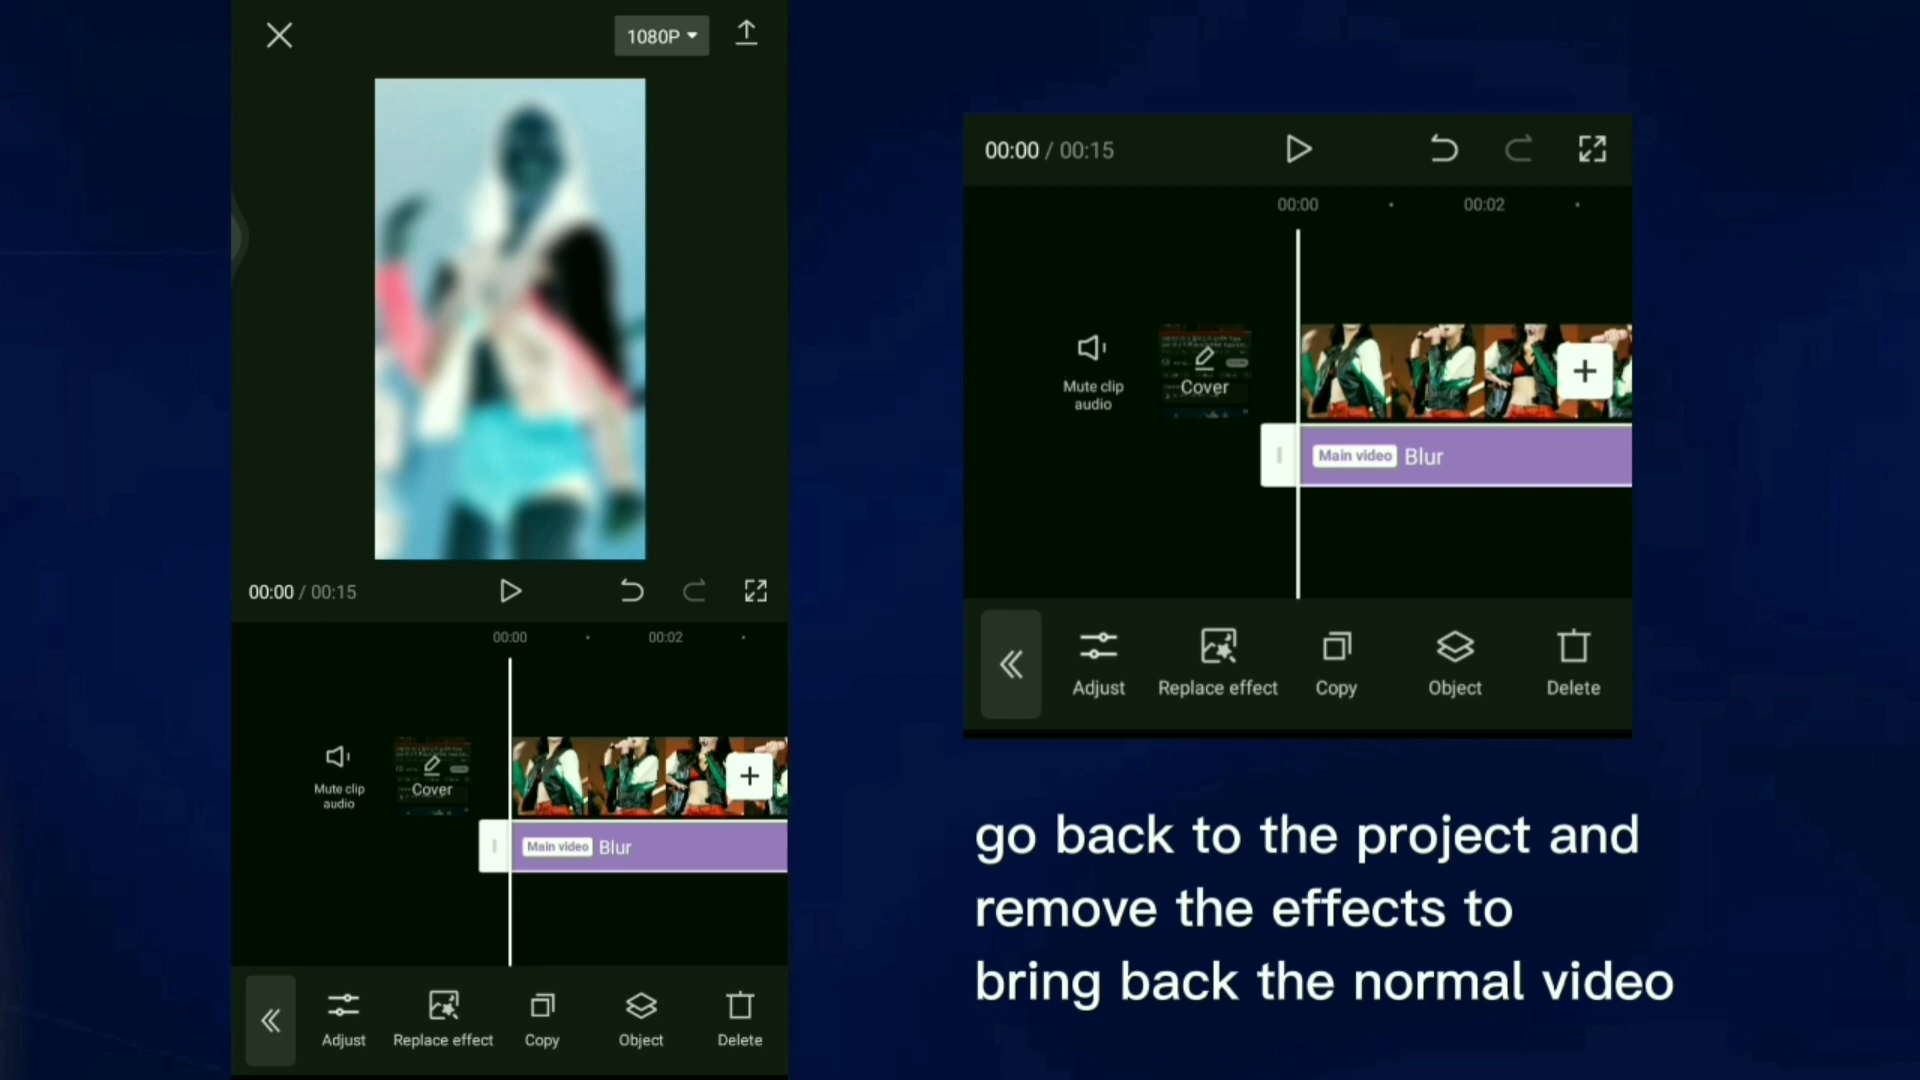 1080P
00:00 / 00:15
00:00 00:02
Mute clip
audio
Cover
Main video Blur
Adjust Replace effect Copy Object Delete
00:00 / 00:15
00:00 00:02
Mute clip
audio
Cover
Main video Blur
Adjust Replace effect Copy Object Delete
go back to the project and
remove the effects to
bring back the normal video